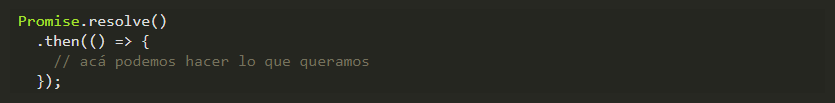 Promise.resolve()
  .then(() => {
    // acá podemos hacer lo que queramos
  });